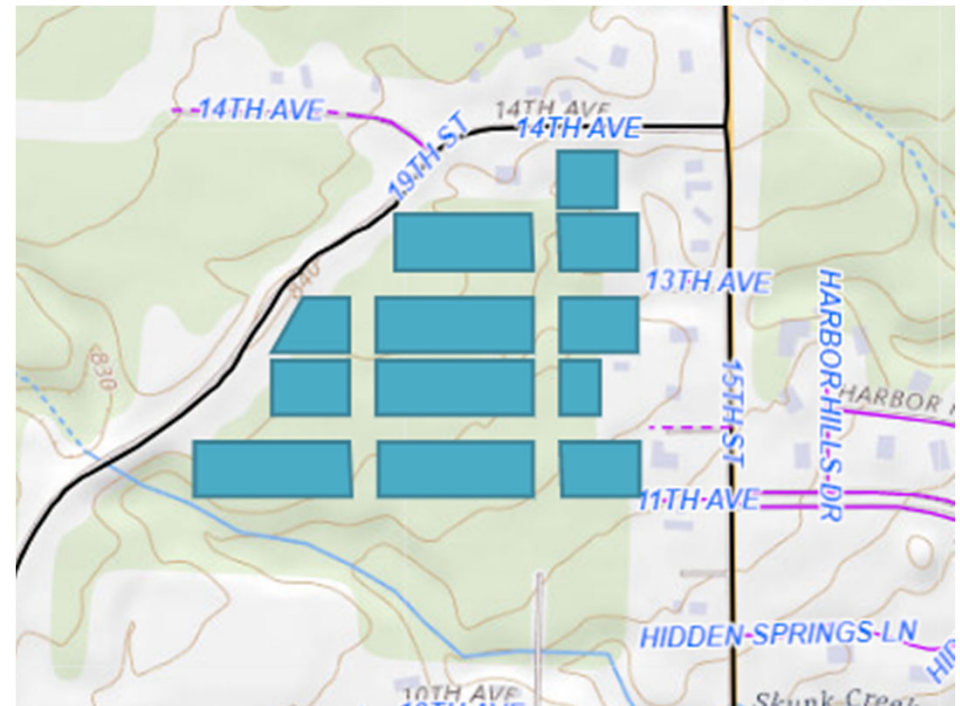 14TH AVE
14TH AVE
14TH AVE
19TH ST
13TH AVE
840
830
HARBOR-HILLS-DR
15TH ST
HARBOR
11TH-AVE
HIDDEN-SPRINGS-LN
10TH AVE
Skunk Creek